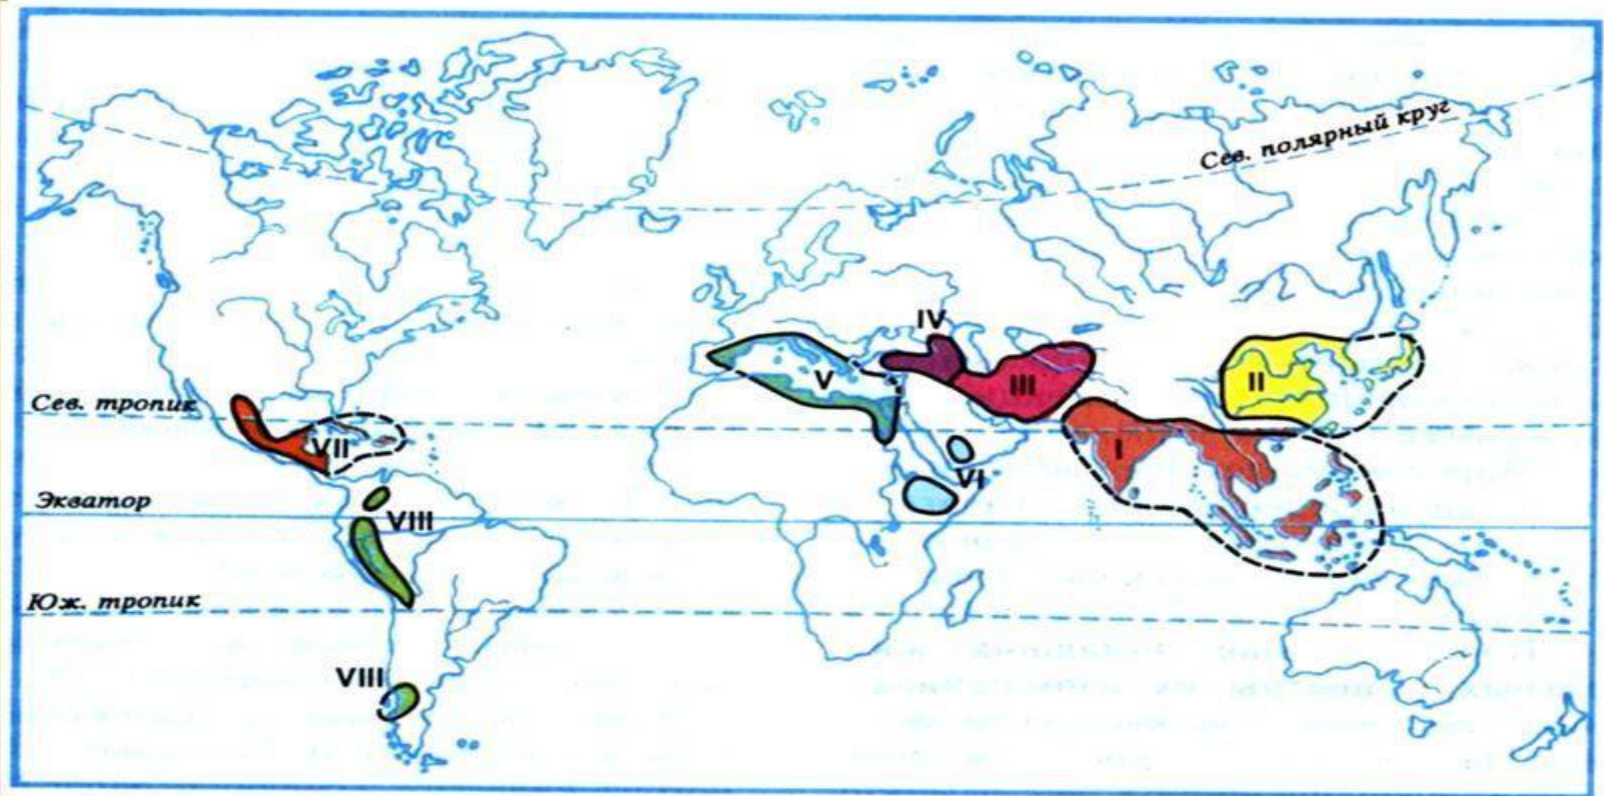 Сев. полярный круг
IV
III
II
V
Сев. тропик
VII
I
VI
Экватор
VIII
Юж. тропик
VIII